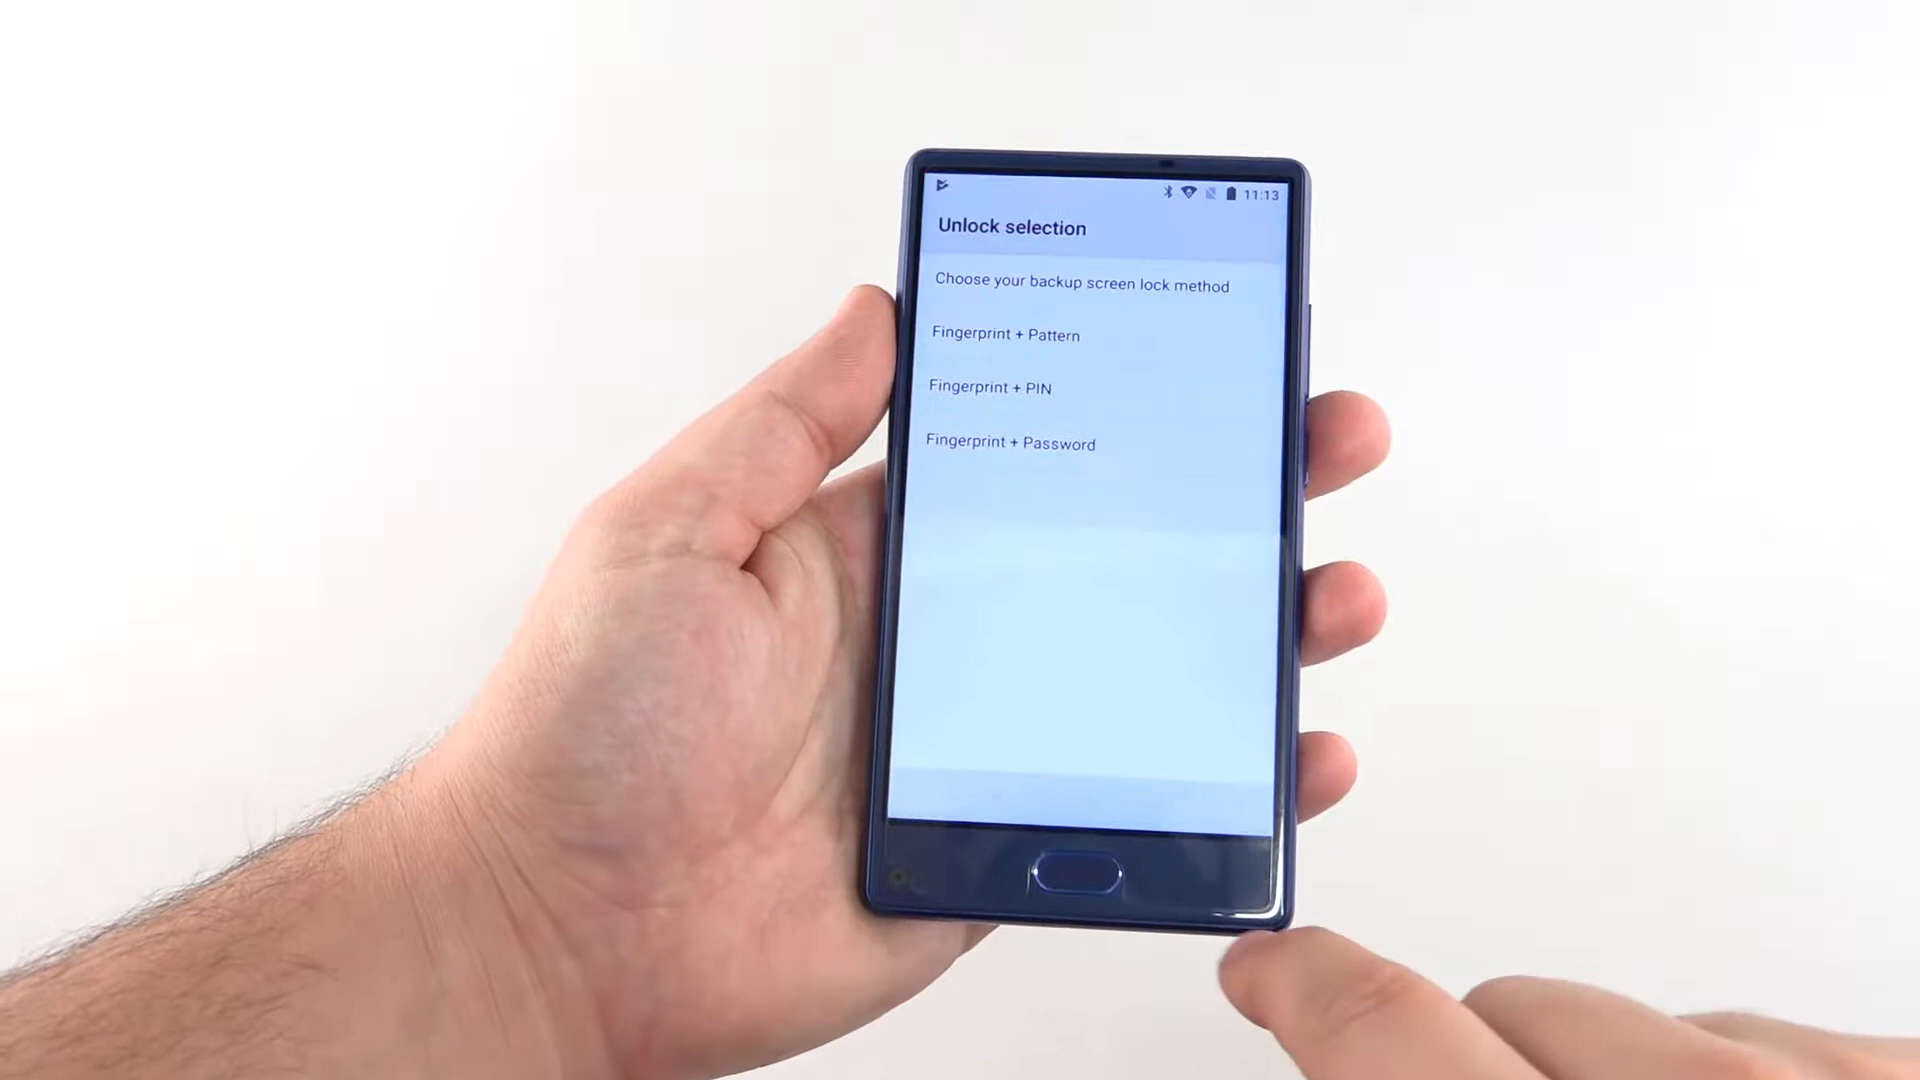 11:13
Unlock selection
Choose your backup screen lock method
Fingerprint + Pattern
Fingerprint + PIN
Fingerprint + Password